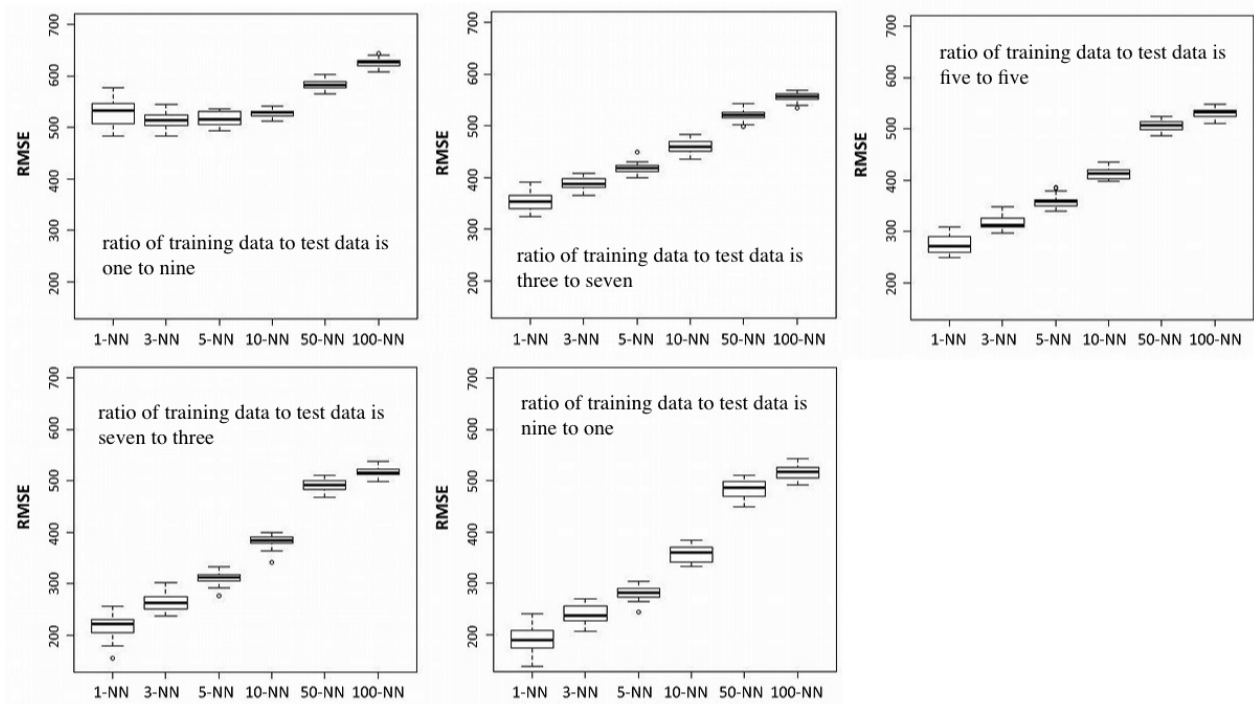 RMSE
700
600
500
400
300
200
ratio of training data to test data is
one to nine
1-NN 3-NN 5-NN 10-NN 50-NN 100-NN
RMSE
700
600
500
400
300
200
ratio of training data to test data is
three to seven
1-NN 3-NN 5-NN 10-NN 50-NN 100-NN
RMSE
700
600
500
400
300
200
ratio of training data to test data is
five to five
1-NN 3-NN 5-NN 10-NN 50-NN 100-NN
RMSE
700
600
500
400
300
200
ratio of training data to test data is
seven to three
1-NN 3-NN 5-NN 10-NN 50-NN 100-NN
RMSE
700
600
500
400
300
200
ratio of training data to test data is
nine to one
1-NN 3-NN 5-NN 10-NN 50-NN 100-NN